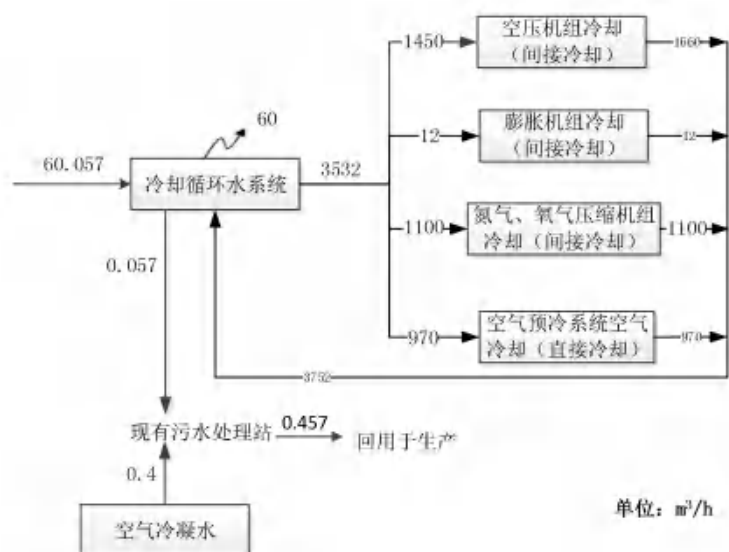 空压机组冷却
（间接冷却）
1450
1660
60
膨胀机组冷却
（间接冷却）
12
12
60.057
冷却循环水系统
3532
氮气、氧气压缩机组
冷却（间接冷却）
1100
1100
0.057
空气预冷系统空气
冷却（直接冷却）
970
970
3752
现有污水处理站
0.457
回用于生产
0.4
空气冷凝水
单位：m³/h